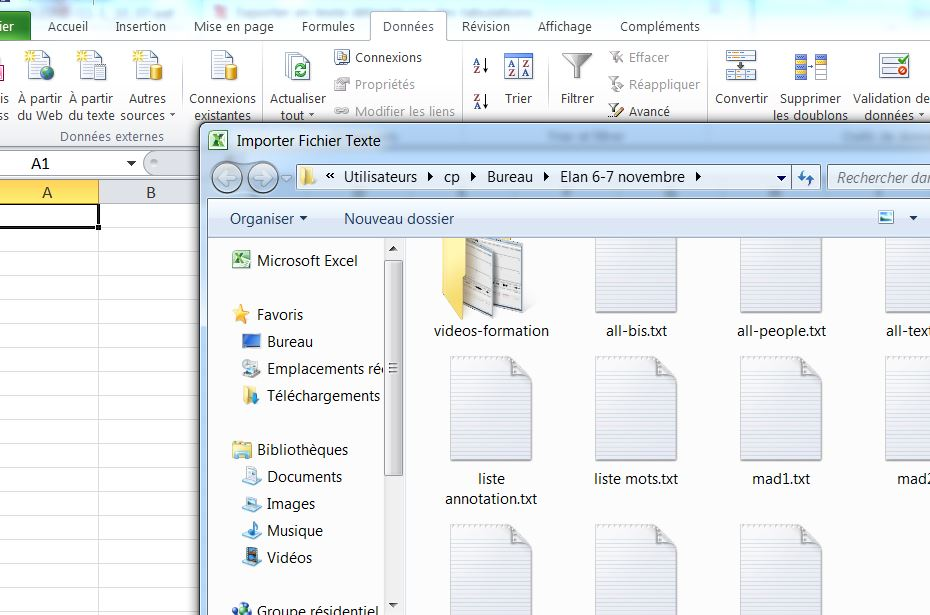 ier Accueil Insertion Mise en page Formules Données Révision Affichage Compléments
Connexions Effacer
Propriétés Réappliquer
Modifier les liens Avancé
is À partir À partir Autres Connexions Actualiser Trier Filtrer Convertir Supprimer Validation de
ss du Web du texte sources existantes tout les doublons données
Données externes
Importer Fichier Texte
A1
« Utilisateurs cp Bureau Elan 6-7 novembre Rechercher dan
A B
Organiser Nouveau dossier
Microsoft Excel
Favoris
Bureau
Emplacements réc
Téléchargements
Bibliothèques
Documents
Images
Musique
Vidéos
Groupe résidentiel
videos-formation all-bis.txt all-people.txt all-text
liste
annotation.txt
liste mots.txt mad1.txt mad2